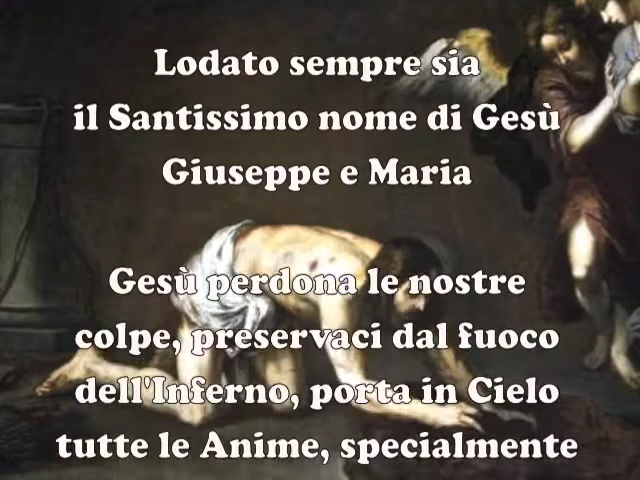 Lodato sempre sia
il Santissimo nome di Gesù
Giuseppe e Maria
Gesù perdona le nostre
colpe, preservaci dal fuoco
dell'Inferno, porta in Cielo
tutte le Anime, specialmente